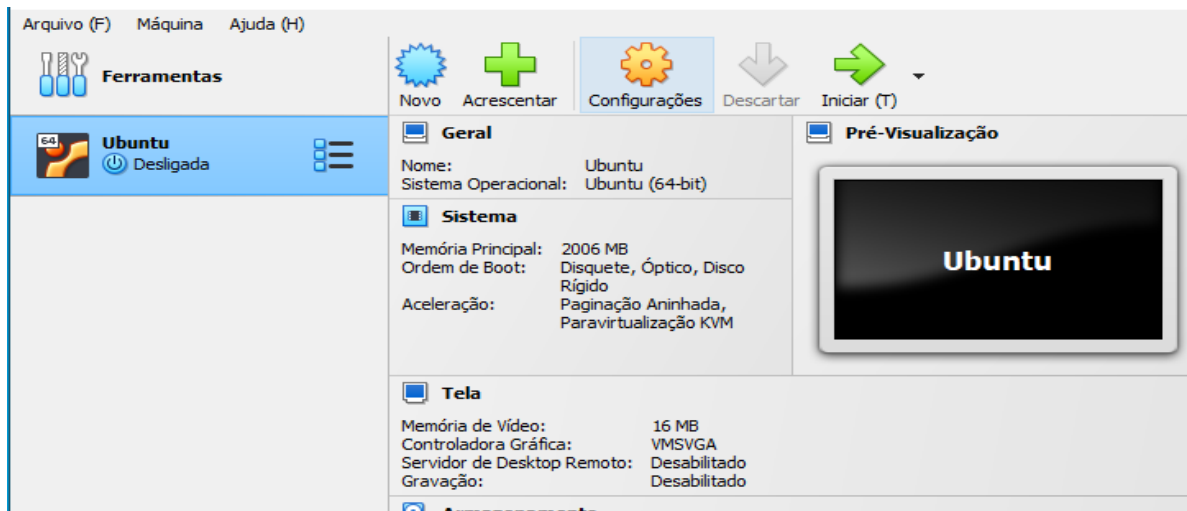 Arquivo (F) Máquina Ajuda (H)
Ferramentas
Novo Acrescentar Configurações Descartar Iniciar (T)
64
Ubuntu
Desligada
Geral
Nome: Ubuntu
Sistema Operacional: Ubuntu (64-bit)
Pré-Visualização
Ubuntu
Sistema
Memória Principal: 2006 MB
Ordem de Boot: Disquete, Óptico, Disco
Rígido
Aceleração: Paginação Aninhada,
Paravirtualização KVM
Tela
Memória de Vídeo: 16 MB
Controladora Gráfica: VMSVGA
Servidor de Desktop Remoto: Desabilitado
Gravação: Desabilitado